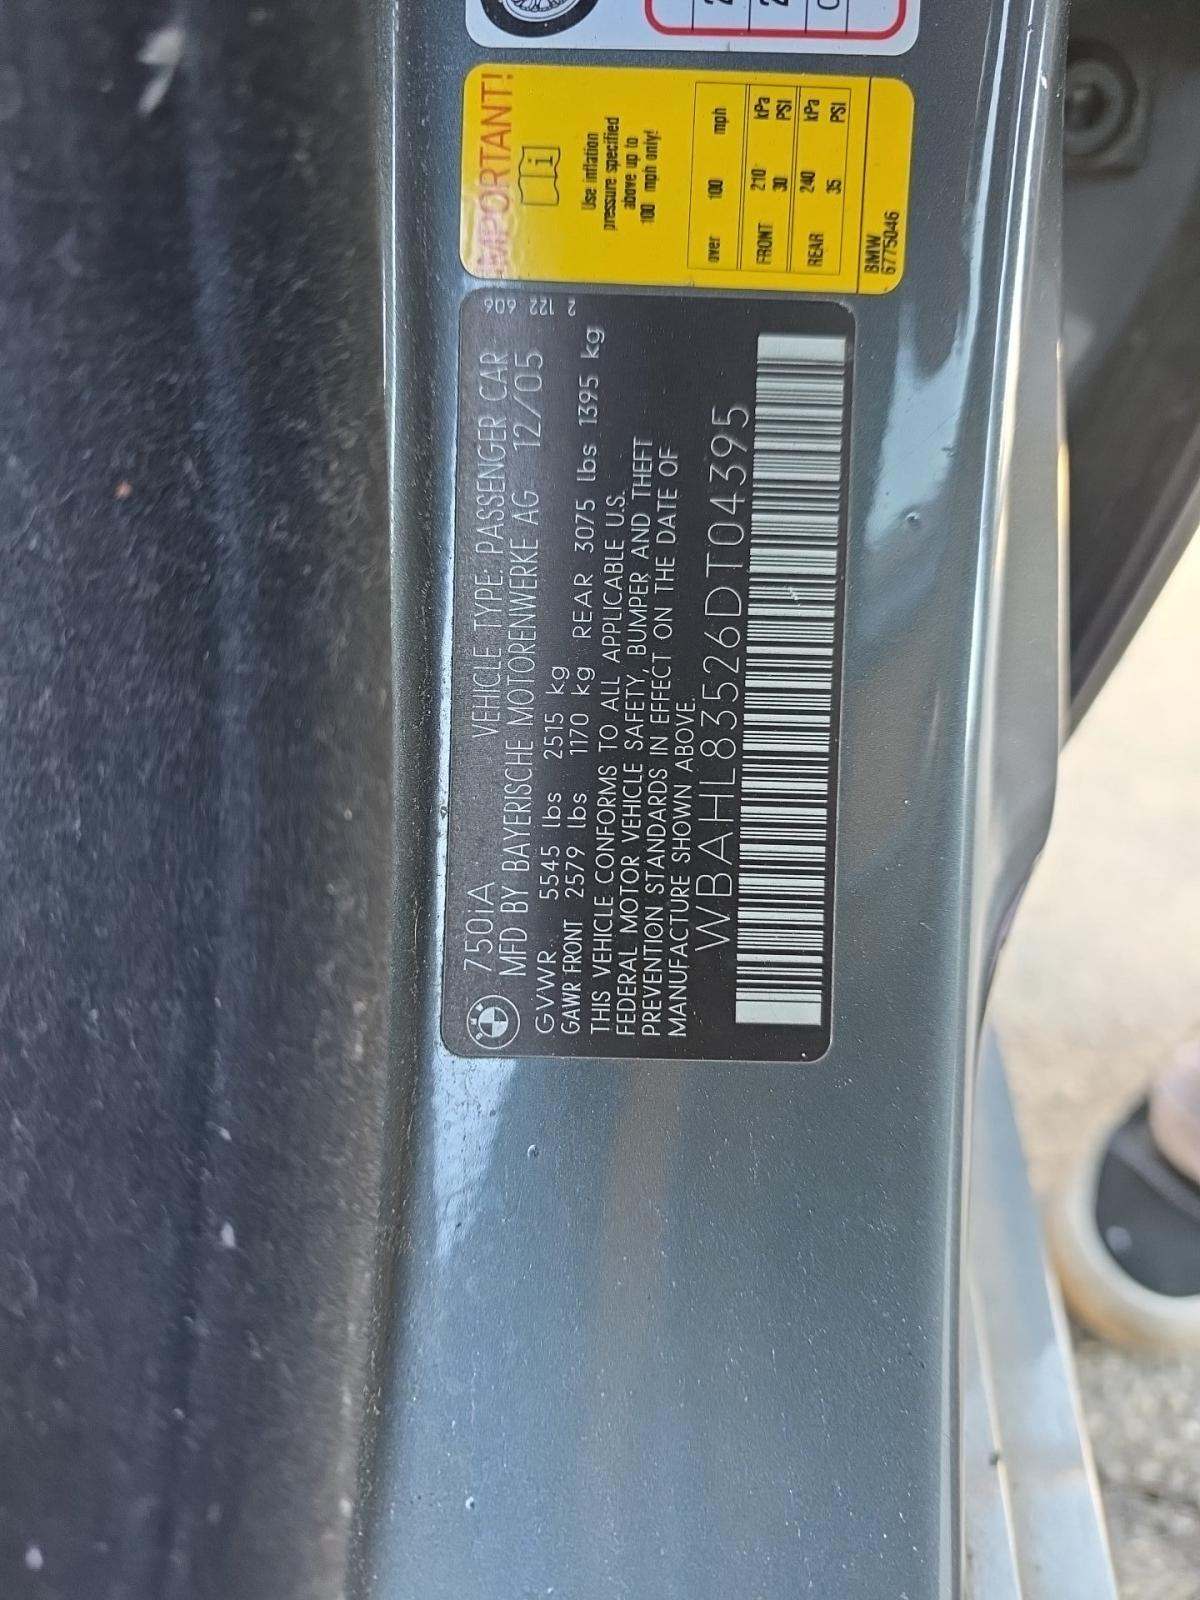 IMPORTANT!
i
Use inflation
pressure specified
above up to
100 mph only!
over 100 mph
FRONT 210 kPa
30 PSI
REAR 240 kPa
35 PSI
BMW
6775046
2 122 606
BMW
750iA VEHICLE TYPE: PASSENGER CAR
MFD BY BAYERISCHE MOTORENWERKE AG 12/05
GVWR 5545 lbs 2515 kg
GAWR FRONT 2579 lbs 1170 kg REAR 3075 lbs 1395 kg
THIS VEHICLE CONFORMS TO ALL APPLICABLE U.S.
FEDERAL MOTOR VEHICLE SAFETY, BUMPER AND THEFT
PREVENTION STANDARDS IN EFFECT ON THE DATE OF
MANUFACTURE SHOWN ABOVE.
WBAHL83526DT04395